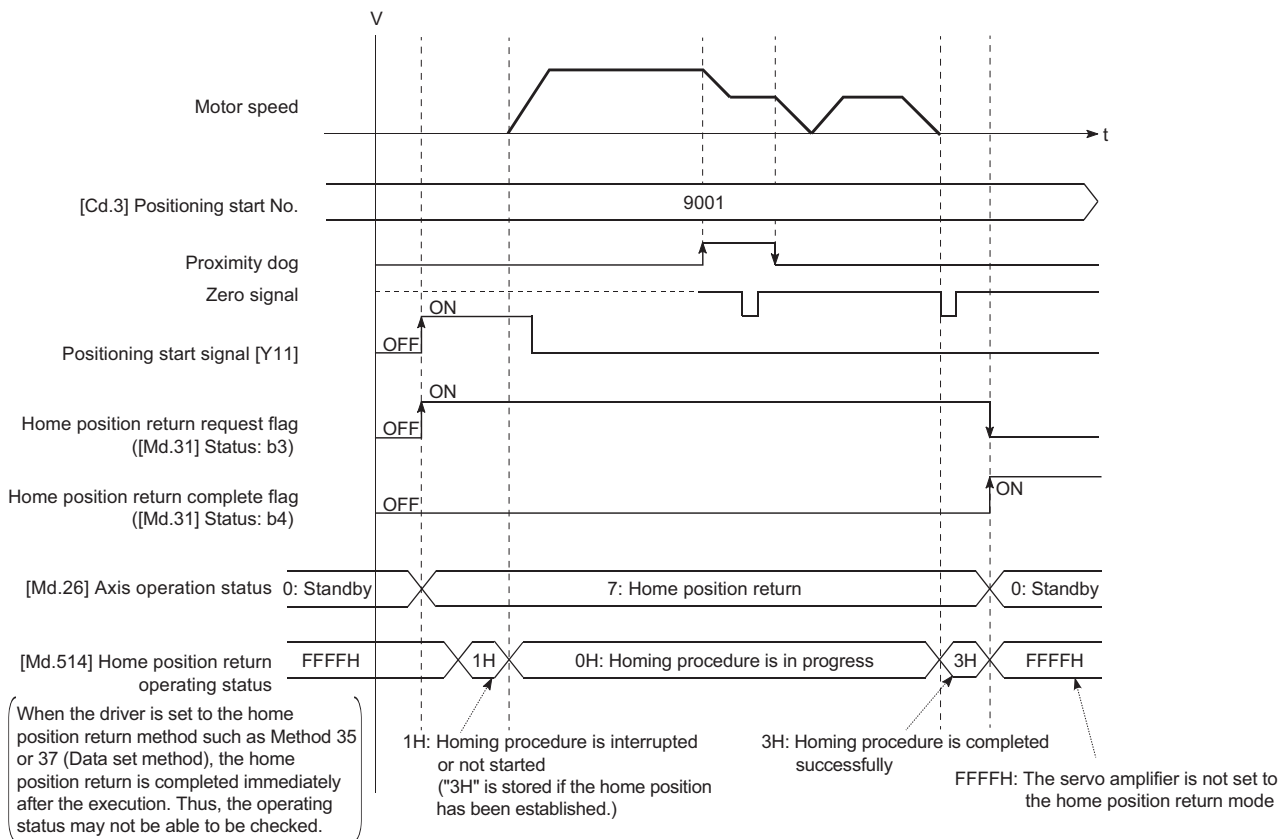 V
Motor speed
t
[Cd.3] Positioning start No.
9001
Proximity dog
Zero signal
ON
Positioning start signal [Y11]
OFF
ON
Home position return request flag
([Md.31] Status: b3)
OFF
Home position return complete flag
([Md.31] Status: b4)
OFF
ON
[Md.26] Axis operation status
0: Standby
7: Home position return
0: Standby
[Md.514] Home position return
operating status
FFFFH
1H
0H: Homing procedure is in progress
3H
FFFFH
When the driver is set to the home
position return method such as Method 35
or 37 (Data set method), the home
position return is completed immediately
after the execution. Thus, the operating
status may not be able to be checked.
1H: Homing procedure is interrupted
or not started
("3H" is stored if the home position
has been established.)
3H: Homing procedure is completed
successfully
FFFFH: The servo amplifier is not set to
the home position return mode